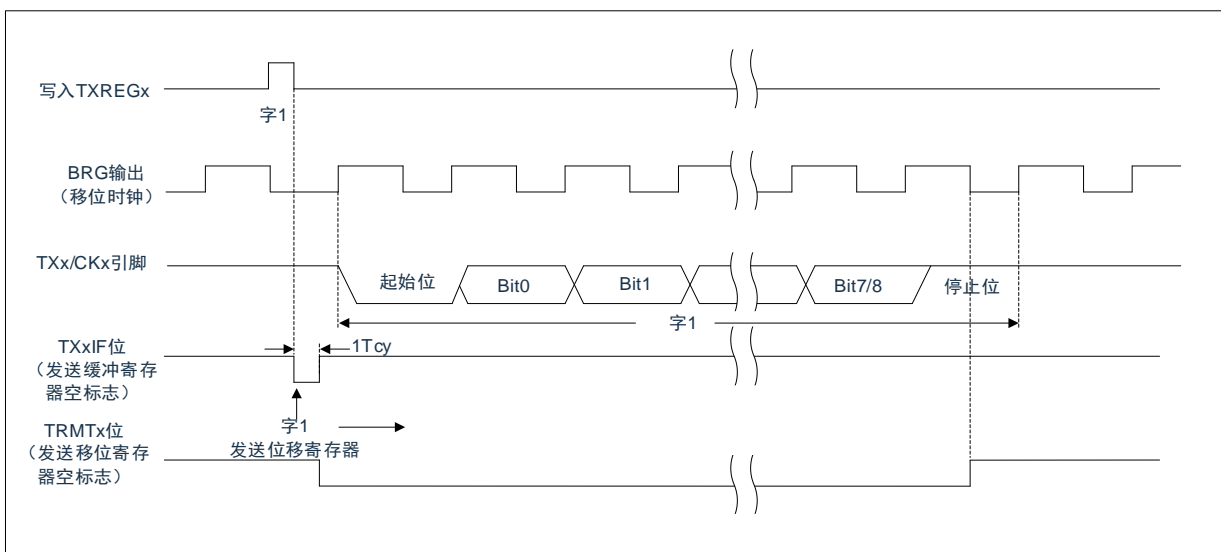 写入TXREGx
字1
BRG输出
（移位时钟）
TXx/CKx引脚
起始位
Bit0
Bit1
Bit7/8
停止位
字1
TXxIF位
（发送缓冲寄存
器空标志）
1Tcy
字1
发送位移寄存器
TRMTx位
（发送移位寄存
器空标志）